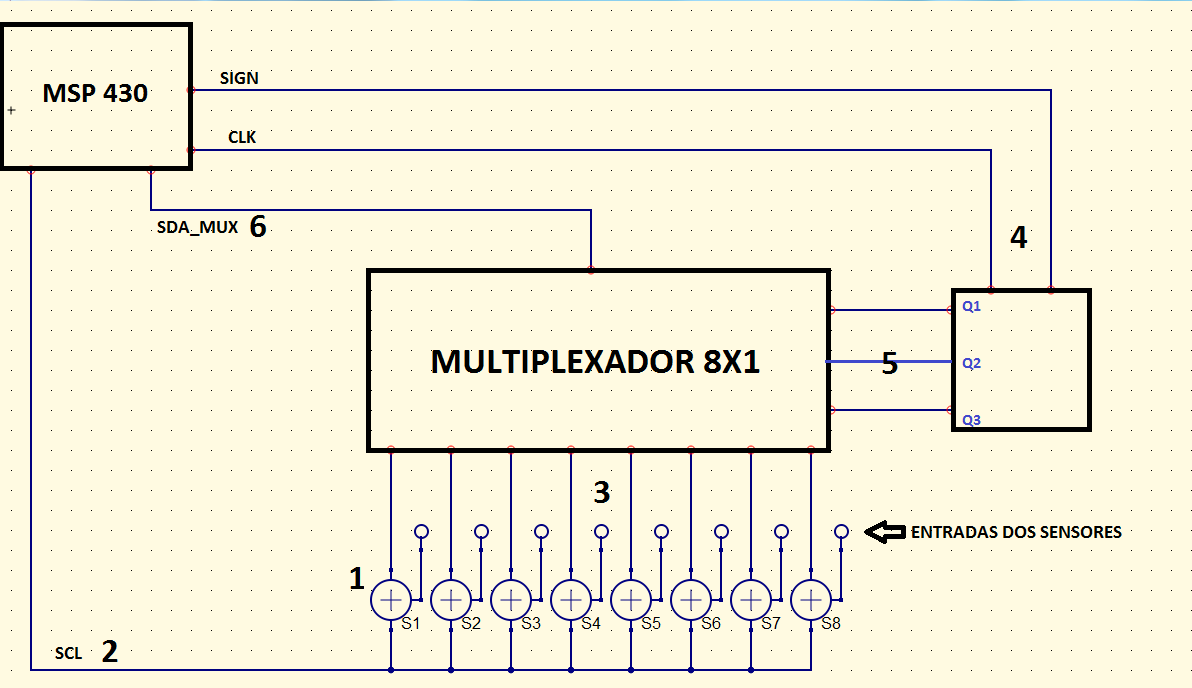 SIGN
MSP 430
CLK
SDA_MUX 6
4
Q1
MULTIPLEXADOR 8X1
5
Q2
Q3
3
ENTRADAS DOS SENSORES
1
S1 S2 S3 S4 S5 S6 S7 S8
SCL 2